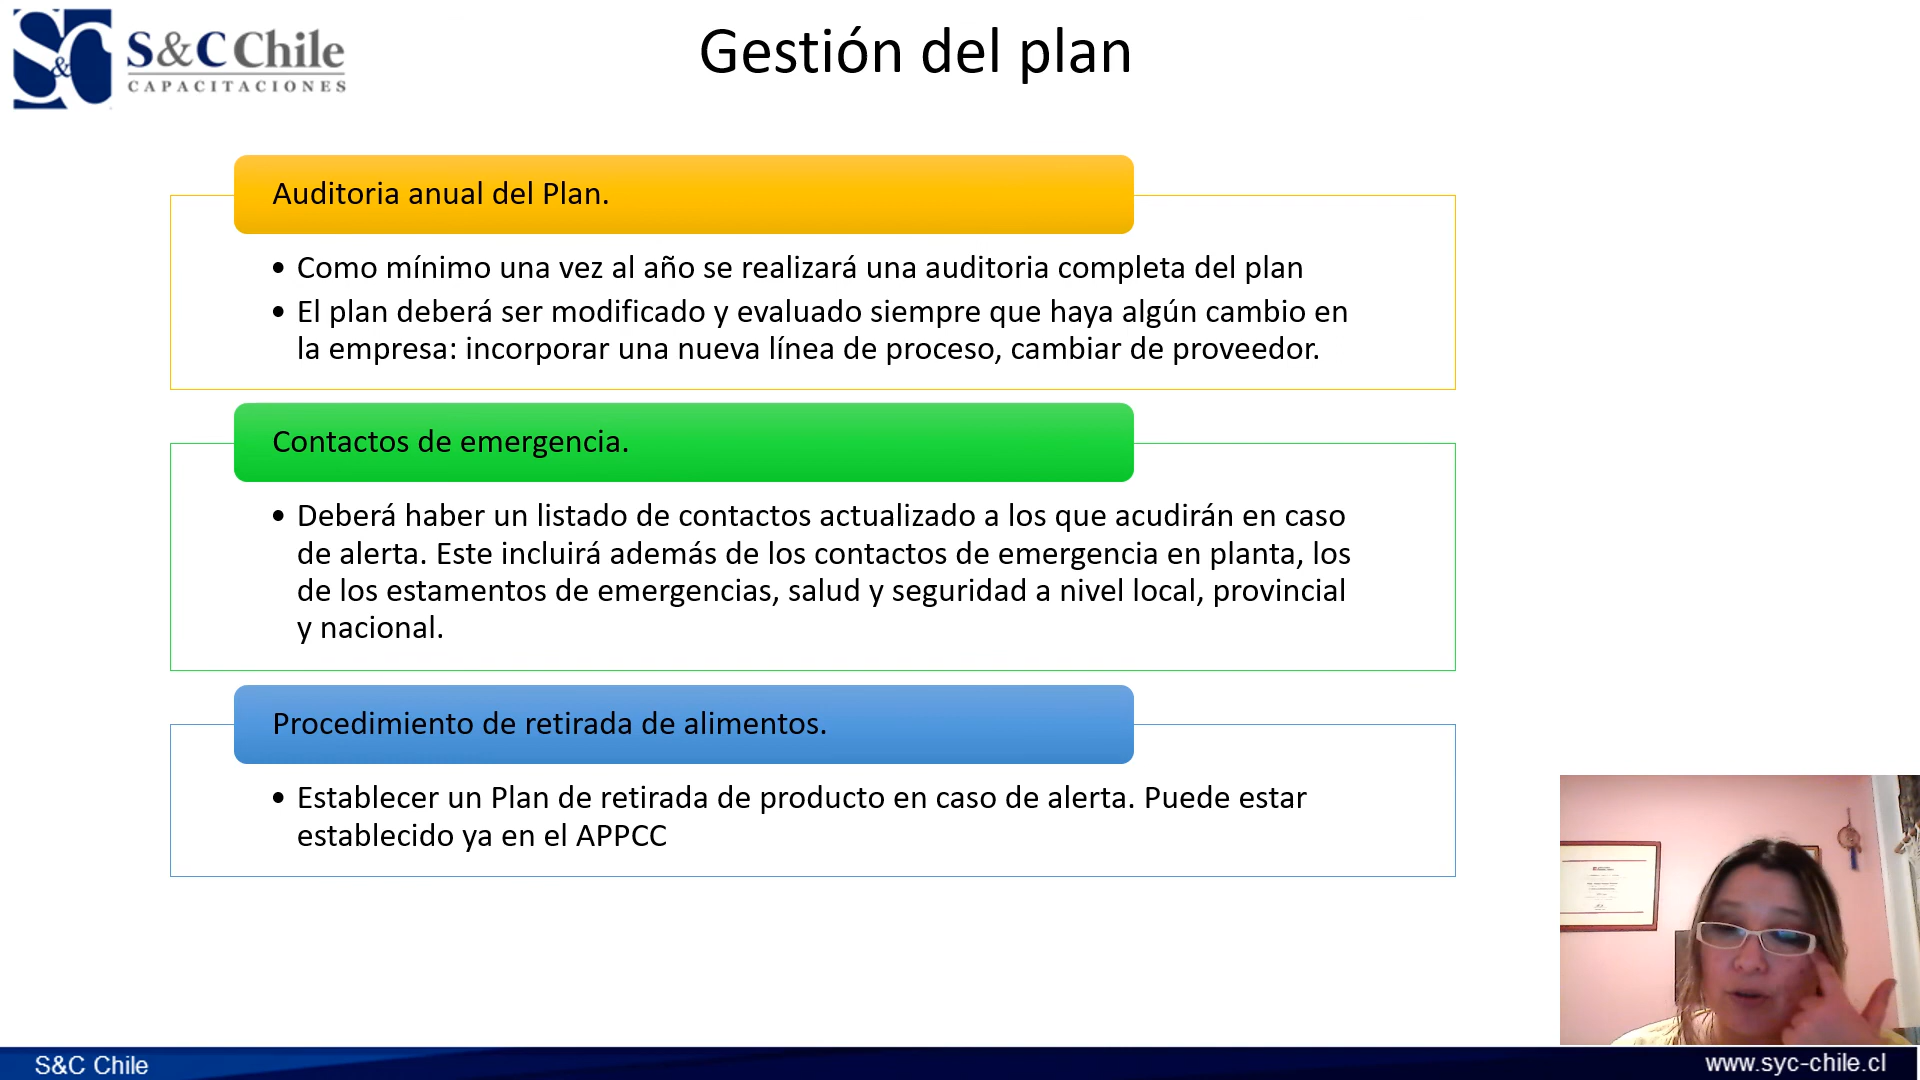 S&C Chile
CAPACITACIONES
Gestión del plan
Auditoria anual del Plan.
• Como mínimo una vez al año se realizará una auditoria completa del plan
• El plan deberá ser modificado y evaluado siempre que haya algún cambio en
la empresa: incorporar una nueva línea de proceso, cambiar de proveedor.
Contactos de emergencia.
• Deberá haber un listado de contactos actualizado a los que acudirán en caso
de alerta. Este incluirá además de los contactos de emergencia en planta, los
de los estamentos de emergencias, salud y seguridad a nivel local, provincial
y nacional.
Procedimiento de retirada de alimentos.
• Establecer un Plan de retirada de producto en caso de alerta. Puede estar
establecido ya en el APPCC
S&C Chile
www.syc-chile.cl